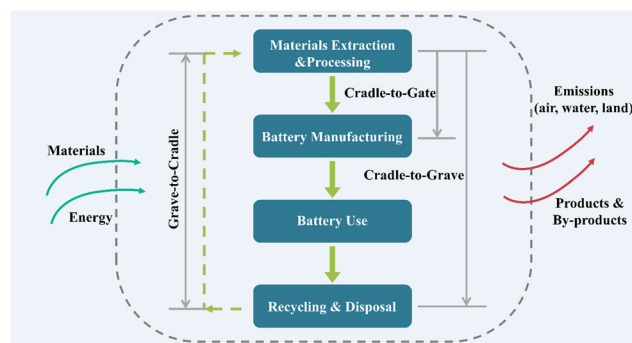 Materials Extraction
&Processing
Cradle-to-Gate
Emissions
(air, water, land)
Battery Manufacturing
Materials
Grave-to-Cradle
Cradle-to-Grave
Energy
Battery Use
Products &
By-products
Recycling & Disposal